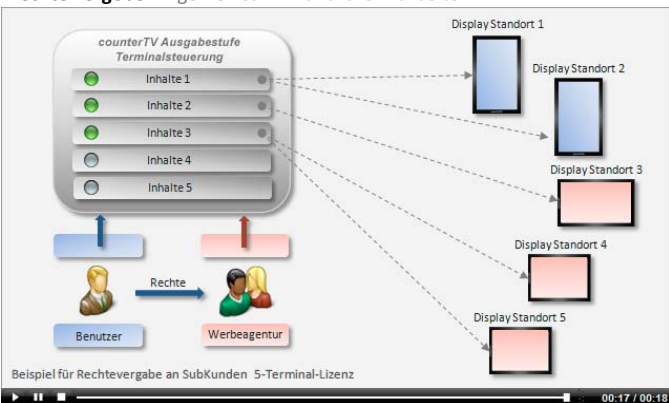 counterTV Ausgabestufe
Terminalsteuerung
Inhalte 1
Inhalte 2
Inhalte 3
Inhalte 4
Inhalte 5
Display Standort 1
Display Standort 2
Display Standort 3
Display Standort 4
Display Standort 5
Rechte
Benutzer
Werbeagentur
Beispiel für Rechtevergabe an SubKunden 5-Terminal-Lizenz
00:17 / 00:18